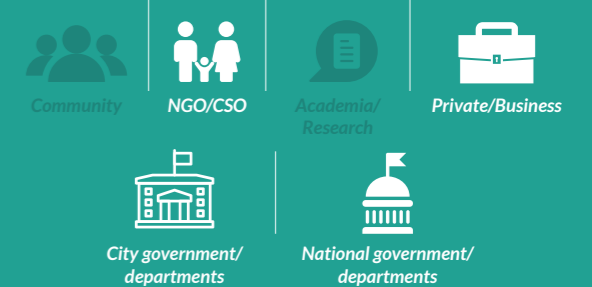 Community
NGO/CSO
Academia/
Research
Private/Business
City government/
departments
National government/
departments